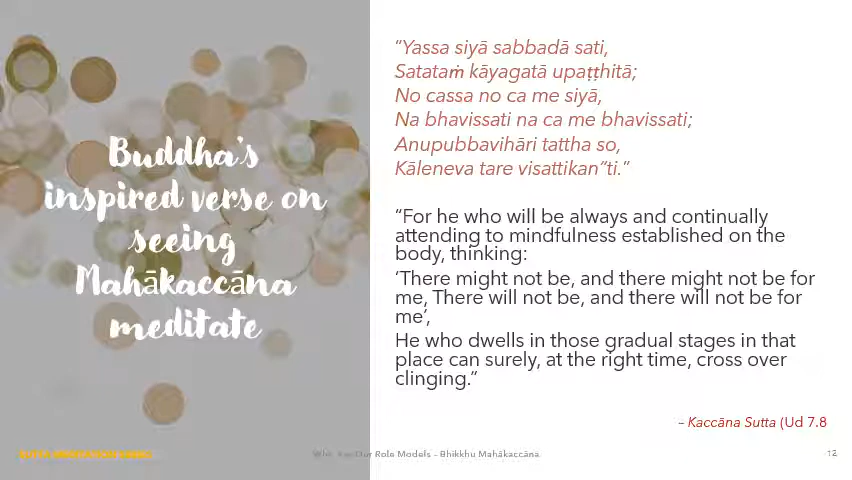 Buddha's
inspired verse on
seeing
Mahākaccāna
meditate
“Yassa siyā sabbadā sati,
Satataṁ kāyagatā upaṭṭhitā;
No cassa no ca me siyā,
Na bhavissati na ca me bhavissati;
Anupubbavihāri tattha so,
Kāleneva tare visattikan”ti.”
“For he who will be always and continually
attending to mindfulness established on the
body, thinking:
‘There might not be, and there might not be for
me, There will not be, and there will not be for
me’,
He who dwells in those gradual stages in that
place can surely, at the right time, cross over
clinging.”
– Kaccāna Sutta (Ud 7.8
Our Role Models – Bhikkhu Mahākaccāna
12